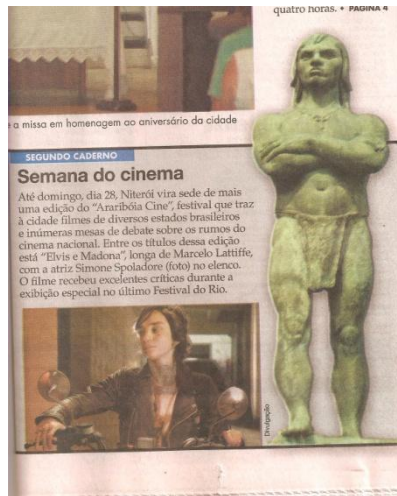 quatro horas. • PÁGINA 4
e a missa em homenagem ao aniversário da cidade
SEGUNDO CADERNO
Semana do cinema
Até domingo, dia 28, Niterói vira sede de mais
uma edição do "Araribóia Cine", festival que traz
à cidade filmes de diversos estados brasileiros
e inúmeras mesas de debate sobre os rumos do
cinema nacional. Entre os títulos dessa edição
está "Elvis e Madona", longa de Marcelo Lattiffe,
com a atriz Simone Spoladore (foto) no elenco.
O filme recebeu excelentes críticas durante a
exibição especial no último Festival do Rio.
Divulgação